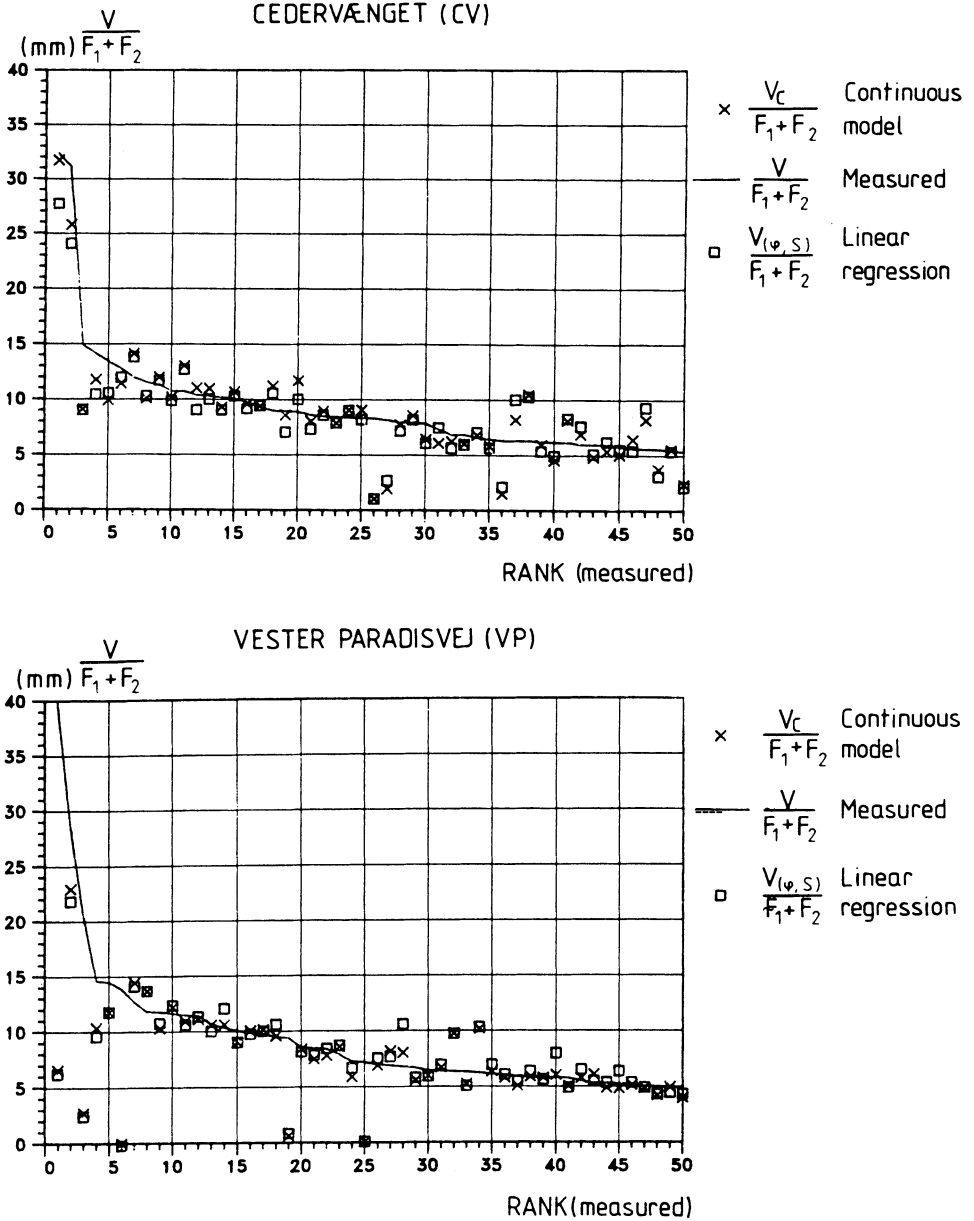 CEDERVÆNGET (CV)
(mm) V / F₁ + F₂
40
35
30
25
20
15
10
5
0
0 5 10 15 20 25 30 35 40 45 50
RANK (measured)
× V_C / F₁ + F₂ Continuous model
V / F₁ + F₂ Measured
□ V_(φ, S) / F₁ + F₂ Linear regression
VESTER PARADISVEJ (VP)
(mm) V / F₁ + F₂
40
35
30
25
20
15
10
5
0
0 5 10 15 20 25 30 35 40 45 50
RANK (measured)
× V_C / F₁ + F₂ Continuous model
V / F₁ + F₂ Measured
□ V_(φ, S) / F₁ + F₂ Linear regression